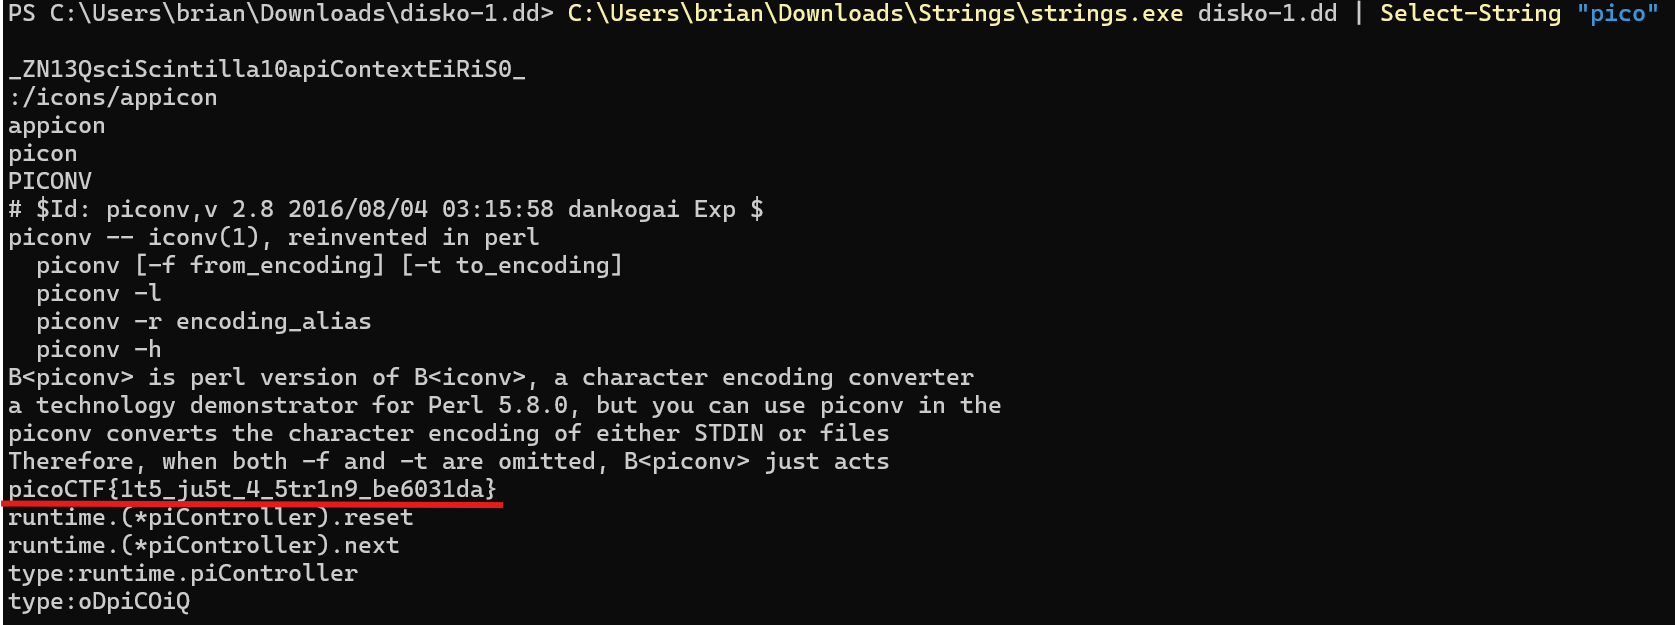 PS C:\Users\brian\Downloads\disko-1.dd> C:\Users\brian\Downloads\Strings\strings.exe disko-1.dd | Select-String "pico"
_ZN13QsciScintilla10apiContextEiRiS0_
:/icons/appicon
appicon
picon
PICONV
# $Id: piconv,v 2.8 2016/08/04 03:15:58 dankogai Exp $
piconv -- iconv(1), reinvented in perl
  piconv [-f from_encoding] [-t to_encoding]
  piconv -l
  piconv -r encoding_alias
  piconv -h
B<piconv> is perl version of B<iconv>, a character encoding converter
a technology demonstrator for Perl 5.8.0, but you can use piconv in the
piconv converts the character encoding of either STDIN or files
Therefore, when both -f and -t are omitted, B<piconv> just acts
picoCTF{1t5_ju5t_4_5tr1n9_be6031da}
runtime.(*piController).reset
runtime.(*piController).next
type:runtime.piController
type:oDpiCOiQ